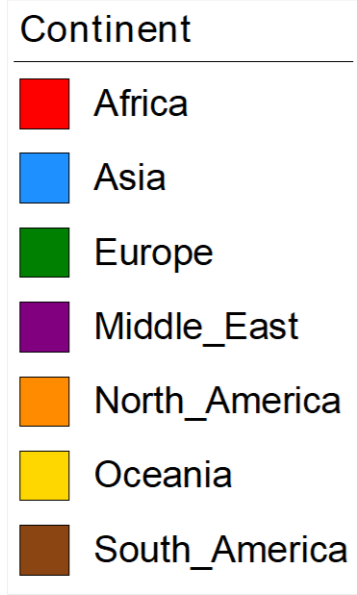 Continent
Africa
Asia
Europe
Middle_East
North_America
Oceania
South_America